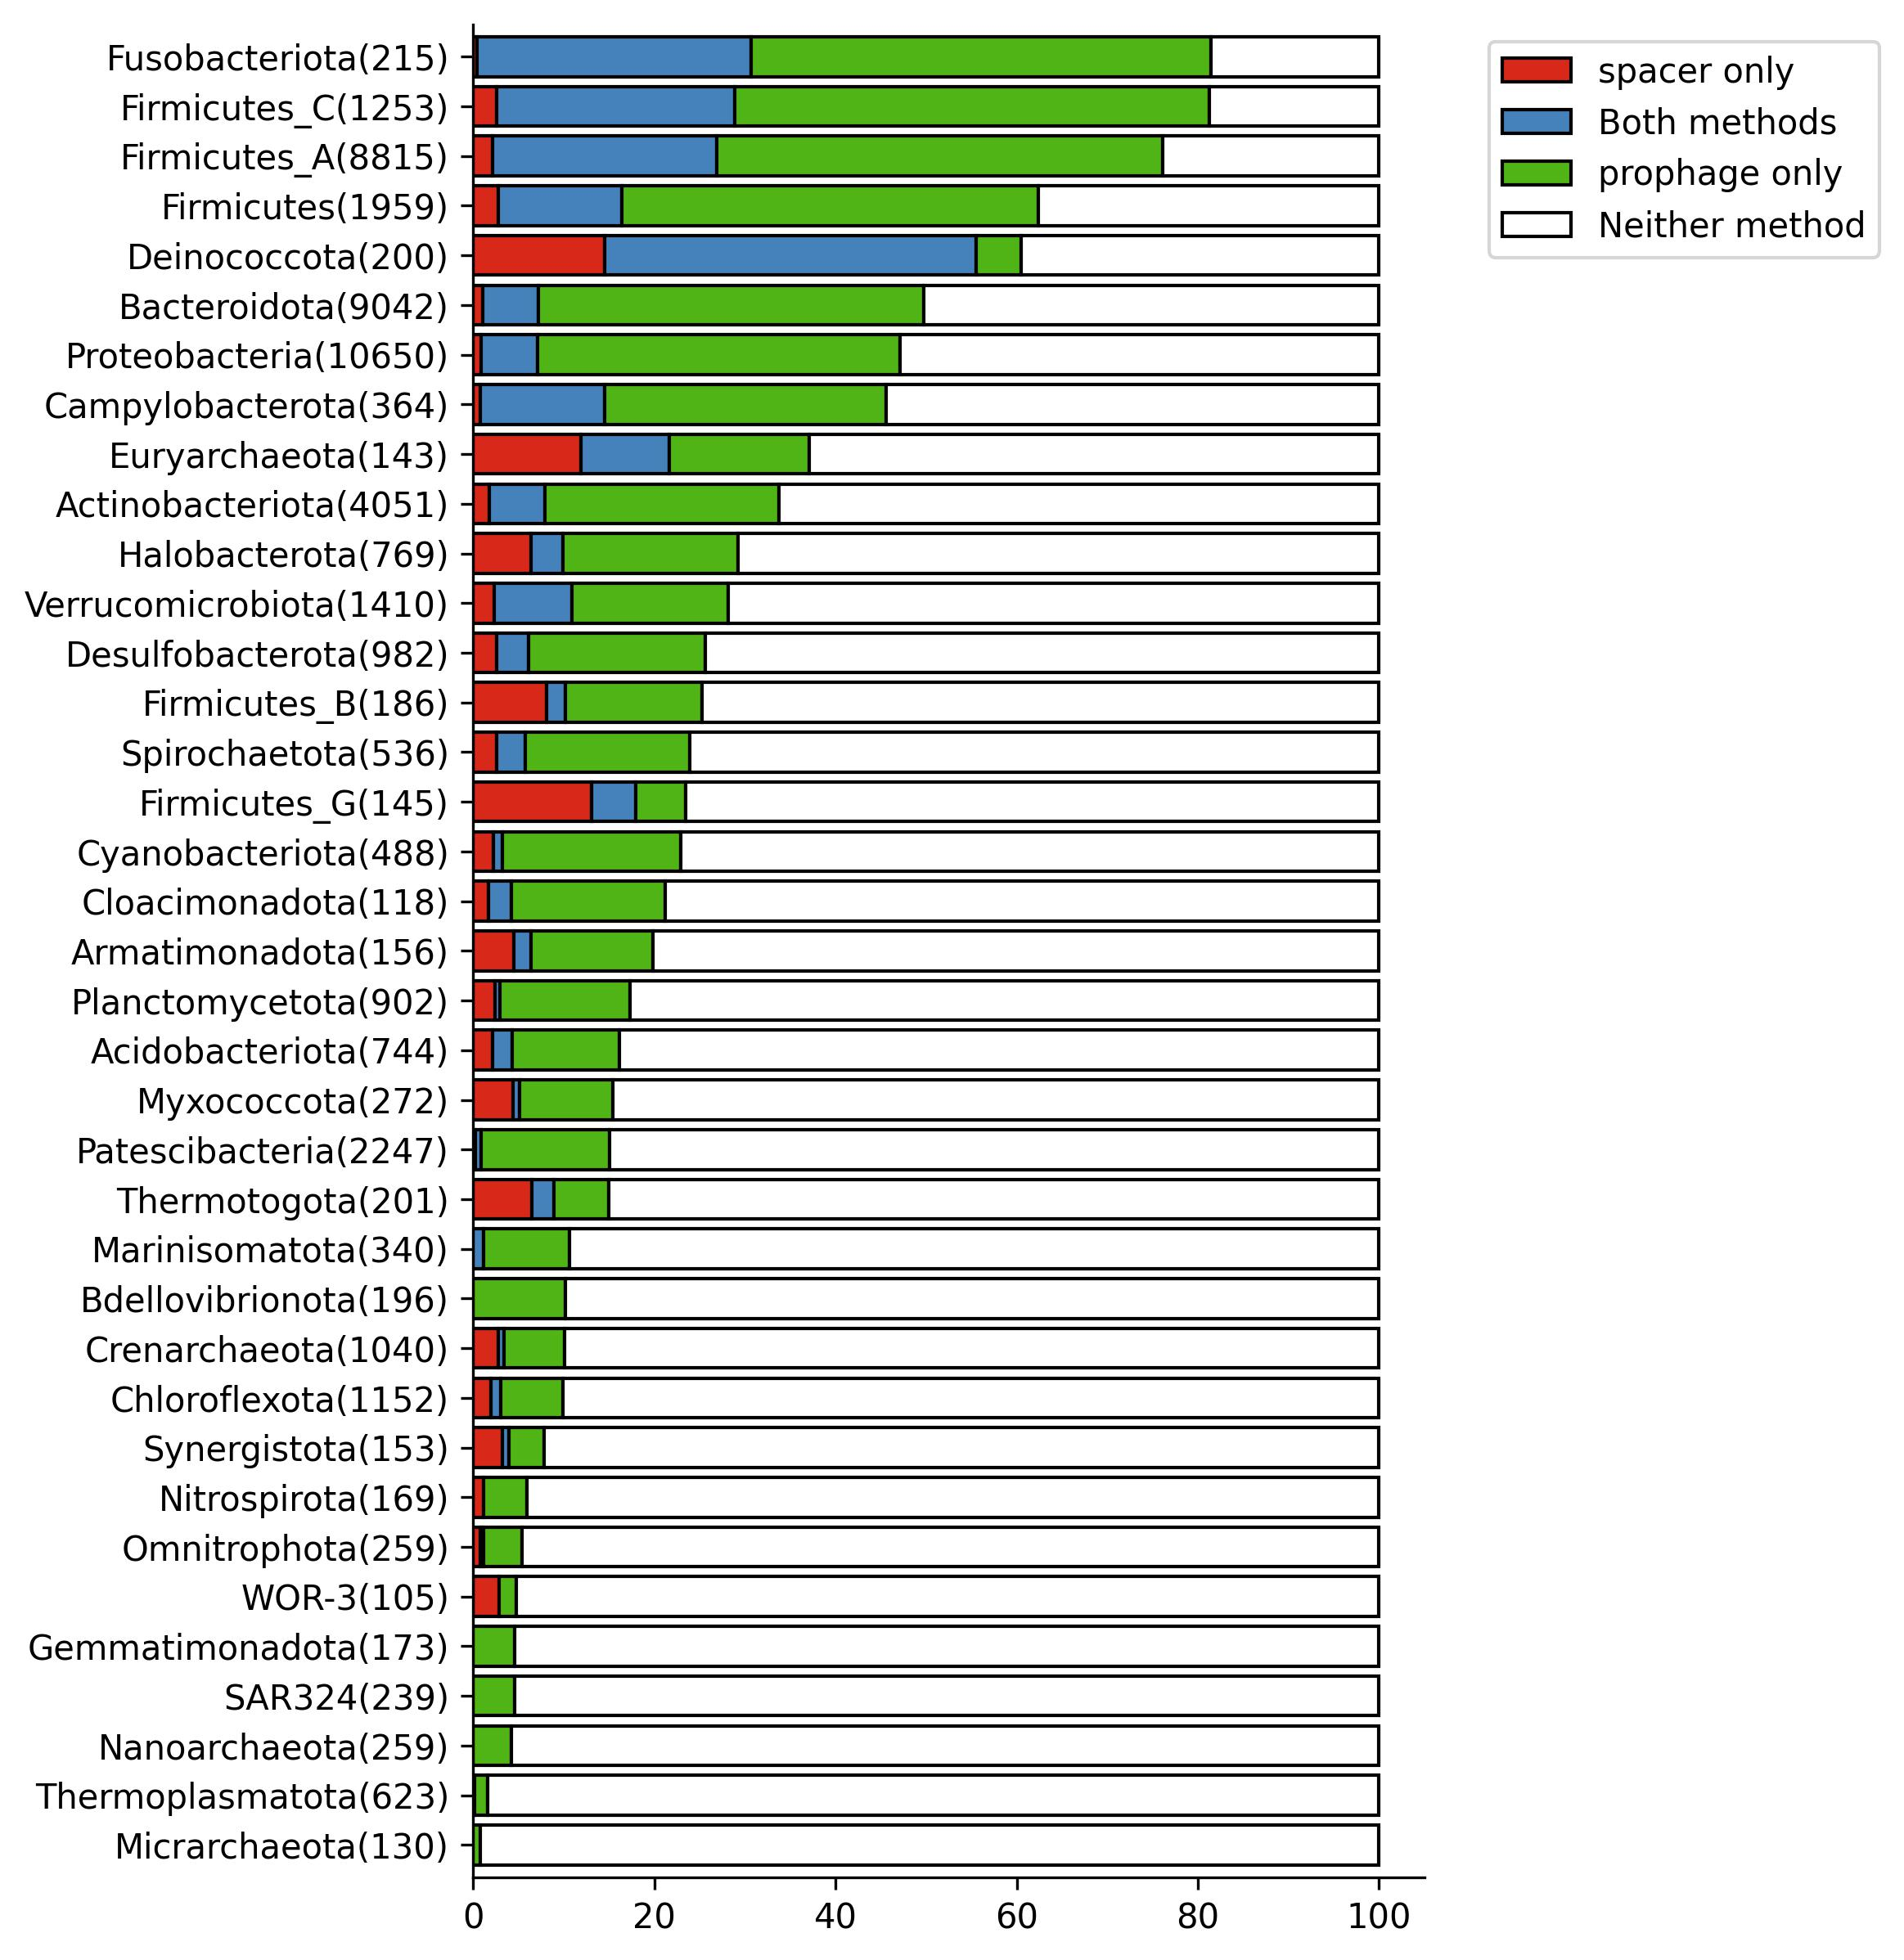 Fusobacteriota(215)
Firmicutes_C(1253)
Firmicutes_A(8815)
Firmicutes(1959)
Deinococcota(200)
Bacteroidota(9042)
Proteobacteria(10650)
Campylobacterota(364)
Euryarchaeota(143)
Actinobacteriota(4051)
Halobacterota(769)
Verrucomicrobiota(1410)
Desulfobacterota(982)
Firmicutes_B(186)
Spirochaetota(536)
Firmicutes_G(145)
Cyanobacteriota(488)
Cloacimonadota(118)
Armatimonadota(156)
Planctomycetota(902)
Acidobacteriota(744)
Myxococcota(272)
Patescibacteria(2247)
Thermotogota(201)
Marinisomatota(340)
Bdellovibrionota(196)
Crenarchaeota(1040)
Chloroflexota(1152)
Synergistota(153)
Nitrospirota(169)
Omnitrophota(259)
WOR-3(105)
Gemmatimonadota(173)
SAR324(239)
Nanoarchaeota(259)
Thermoplasmatota(623)
Micrarchaeota(130)
0 20 40 60 80 100
spacer only
Both methods
prophage only
Neither method